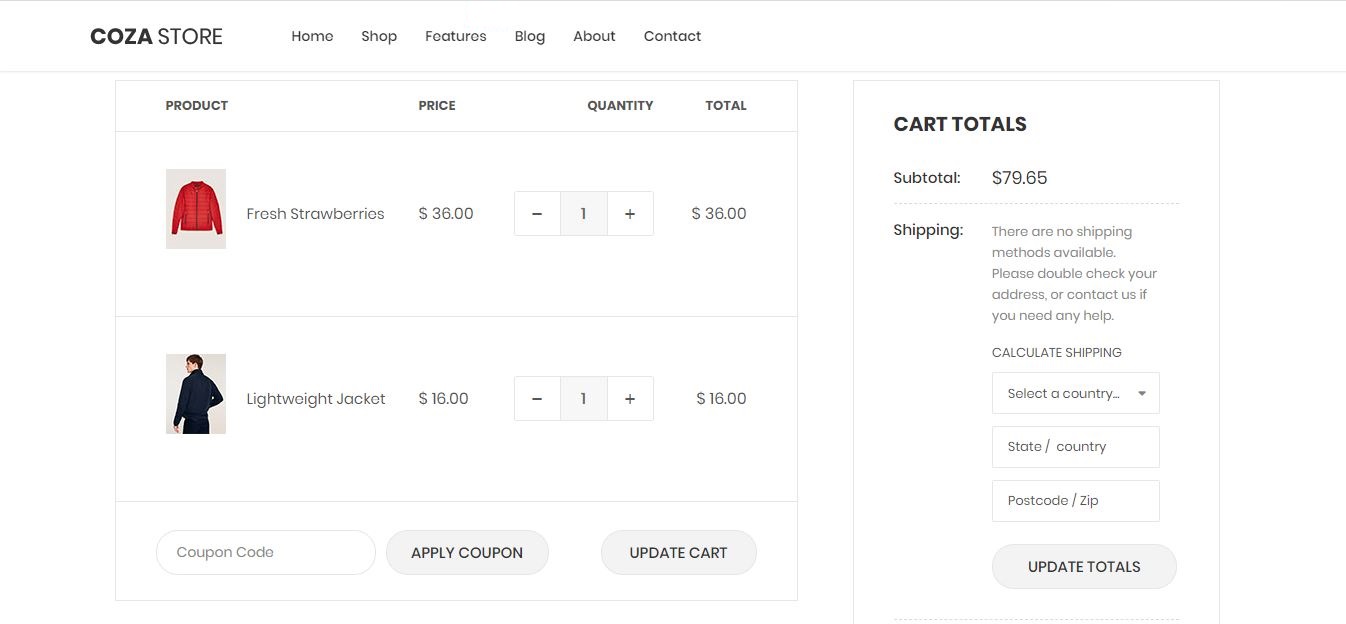 COZA STORE Home Shop Features Blog About Contact
PRODUCT PRICE QUANTITY TOTAL
Fresh Strawberries $ 36.00 − 1 + $ 36.00
Lightweight Jacket $ 16.00 − 1 + $ 16.00
Coupon Code APPLY COUPON UPDATE CART
CART TOTALS
Subtotal: $79.65
Shipping: There are no shipping
methods available.
Please double check your
address, or contact us if
you need any help.
CALCULATE SHIPPING
Select a country...
State / country
Postcode / Zip
UPDATE TOTALS